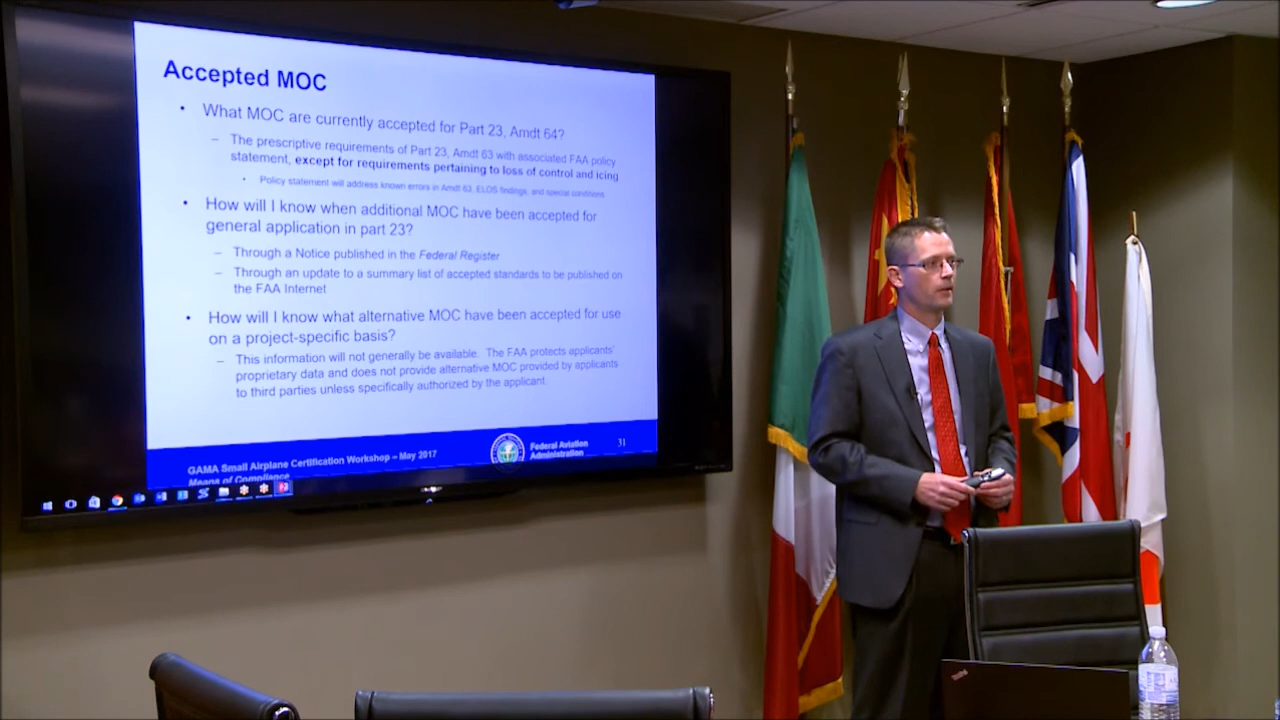 Accepted MOC
• What MOC are currently accepted for Part 23, Amdt 64?
– The prescriptive requirements of Part 23, Amdt 63 with associated FAA policy
statement, except for requirements pertaining to loss of control and icing
• Policy statement will address known errors in Amdt 63, ELOS findings, and special conditions
• How will I know when additional MOC have been accepted for
general application in part 23?
– Through a Notice published in the Federal Register
– Through an update to a summary list of accepted standards to be published on
the FAA Internet
• How will I know what alternative MOC have been accepted for use
on a project-specific basis?
– This information will not generally be available. The FAA protects applicants'
proprietary data and does not provide alternative MOC provided by applicants
to third parties unless specifically authorized by the applicant.
GAMA Small Airplane Certification Workshop – May 2017
Means of Compliance
Federal Aviation
Administration
31